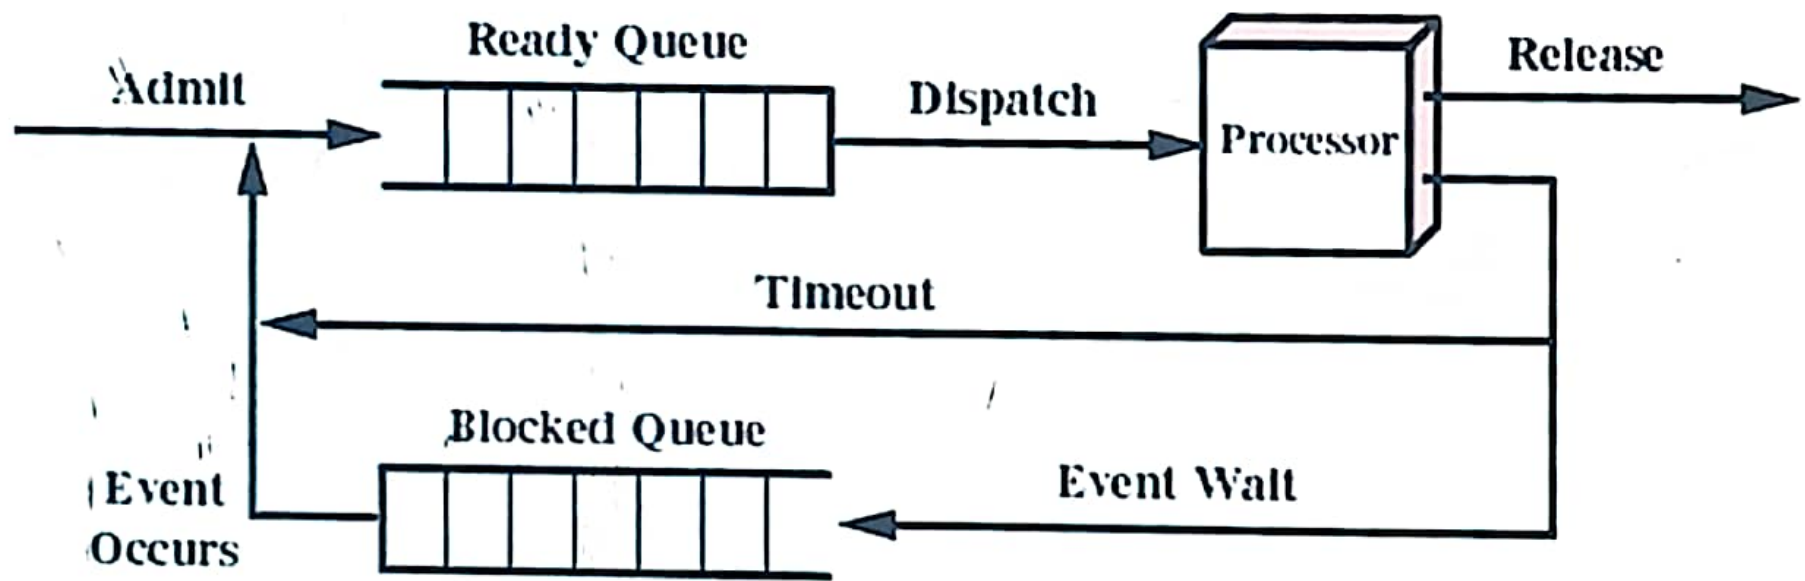 Ready Queue
Release
Admit
Dispatch
Processor
Timeout
Blocked Queue
Event Wait
Event
Occurs